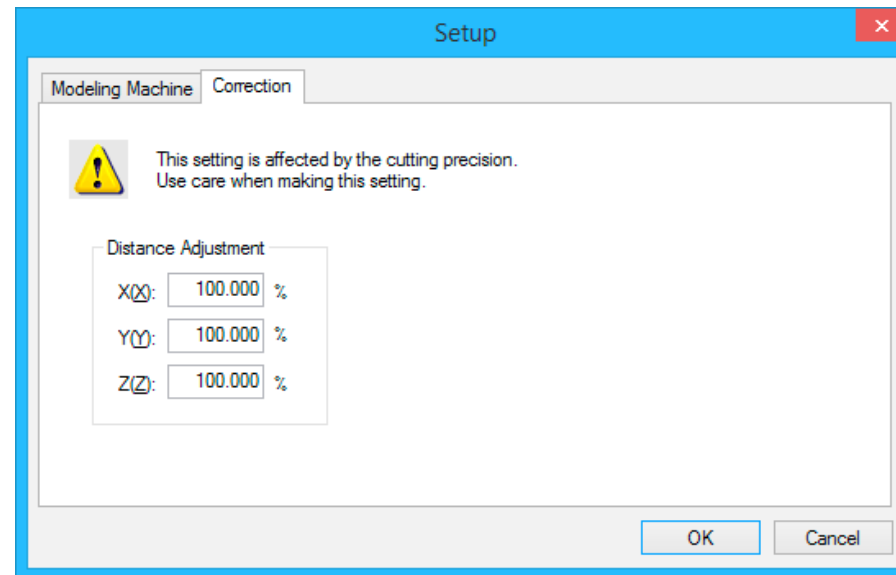 Setup
Modeling Machine
Correction
This setting is affected by the cutting precision.
Use care when making this setting.
Distance Adjustment
X(X): 100.000 %
Y(Y): 100.000 %
Z(Z): 100.000 %
OK
Cancel